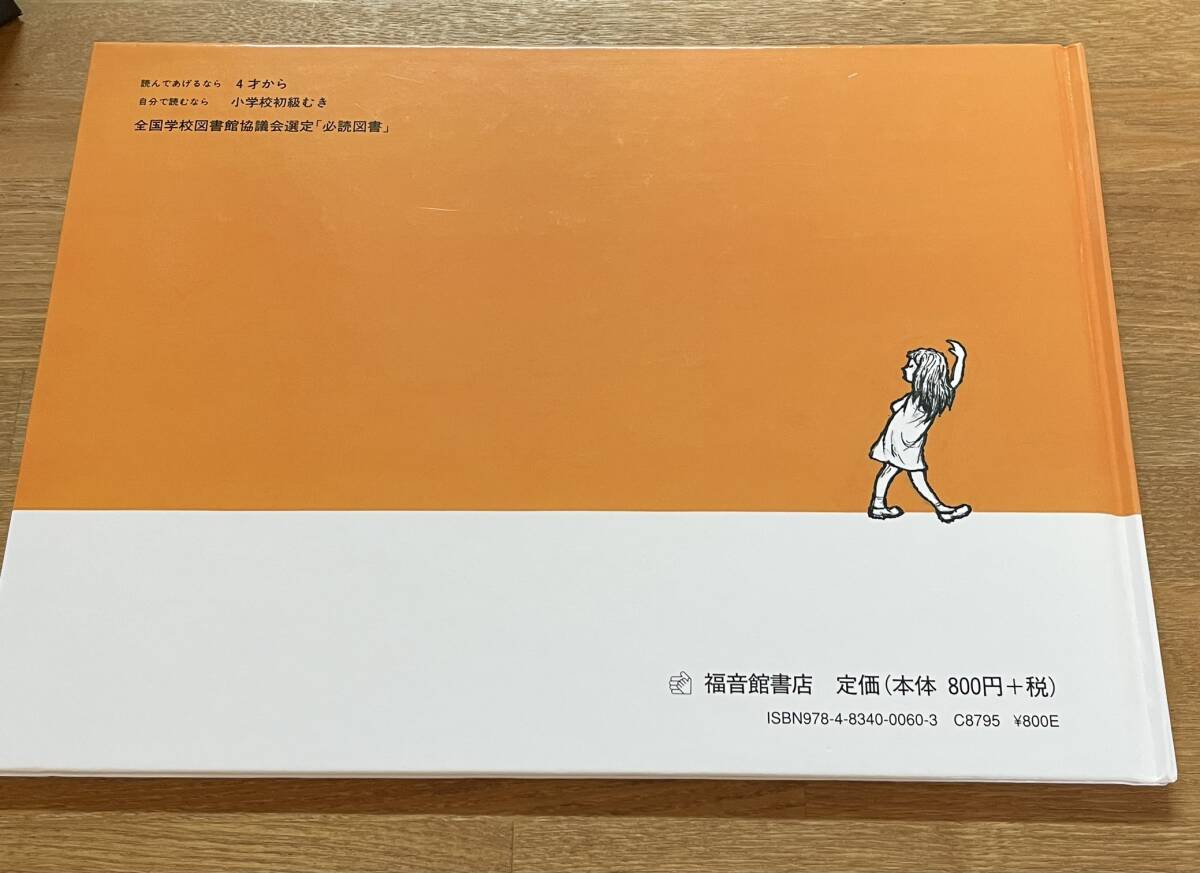 読んであげるなら 4才から
自分で読むなら 小学校初級むき
全国学校図書館協議会選定「必読図書」
福音館書店 定価(本体 800円+税)
ISBN978-4-8340-0060-3 C8795 ¥800E